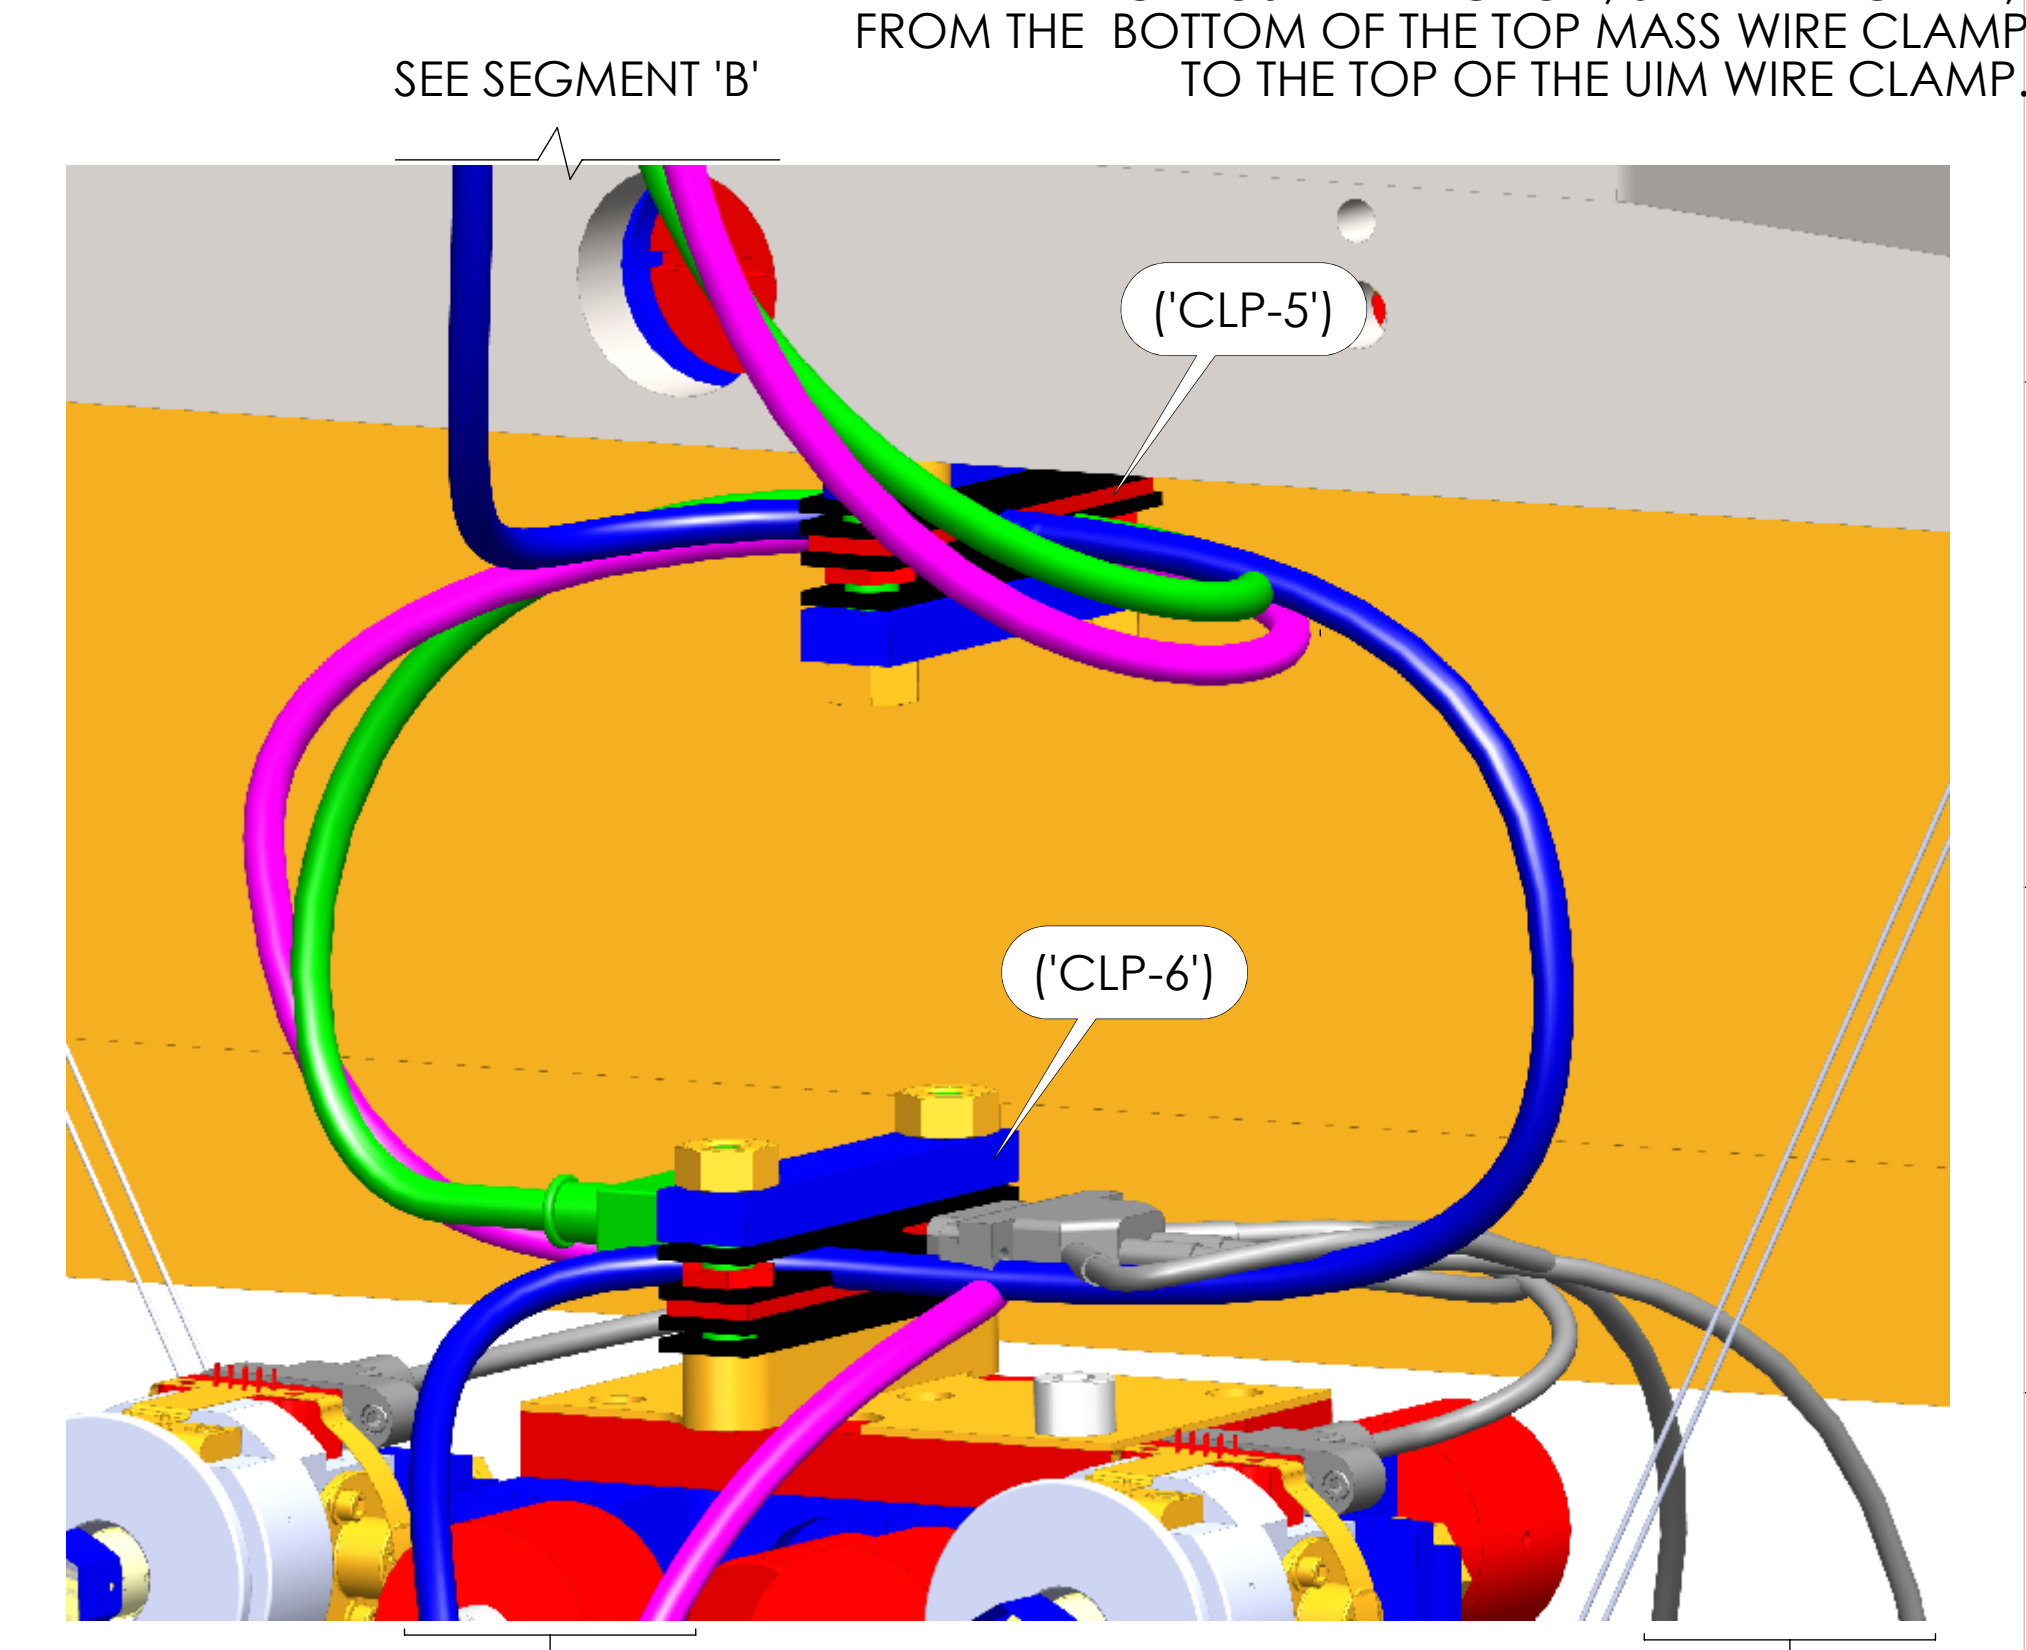 FROM THE BOTTOM OF THE TOP MASS WIRE CLAMP
TO THE TOP OF THE UIM WIRE CLAMP.
SEE SEGMENT 'B'
('CLP-5')
('CLP-6')